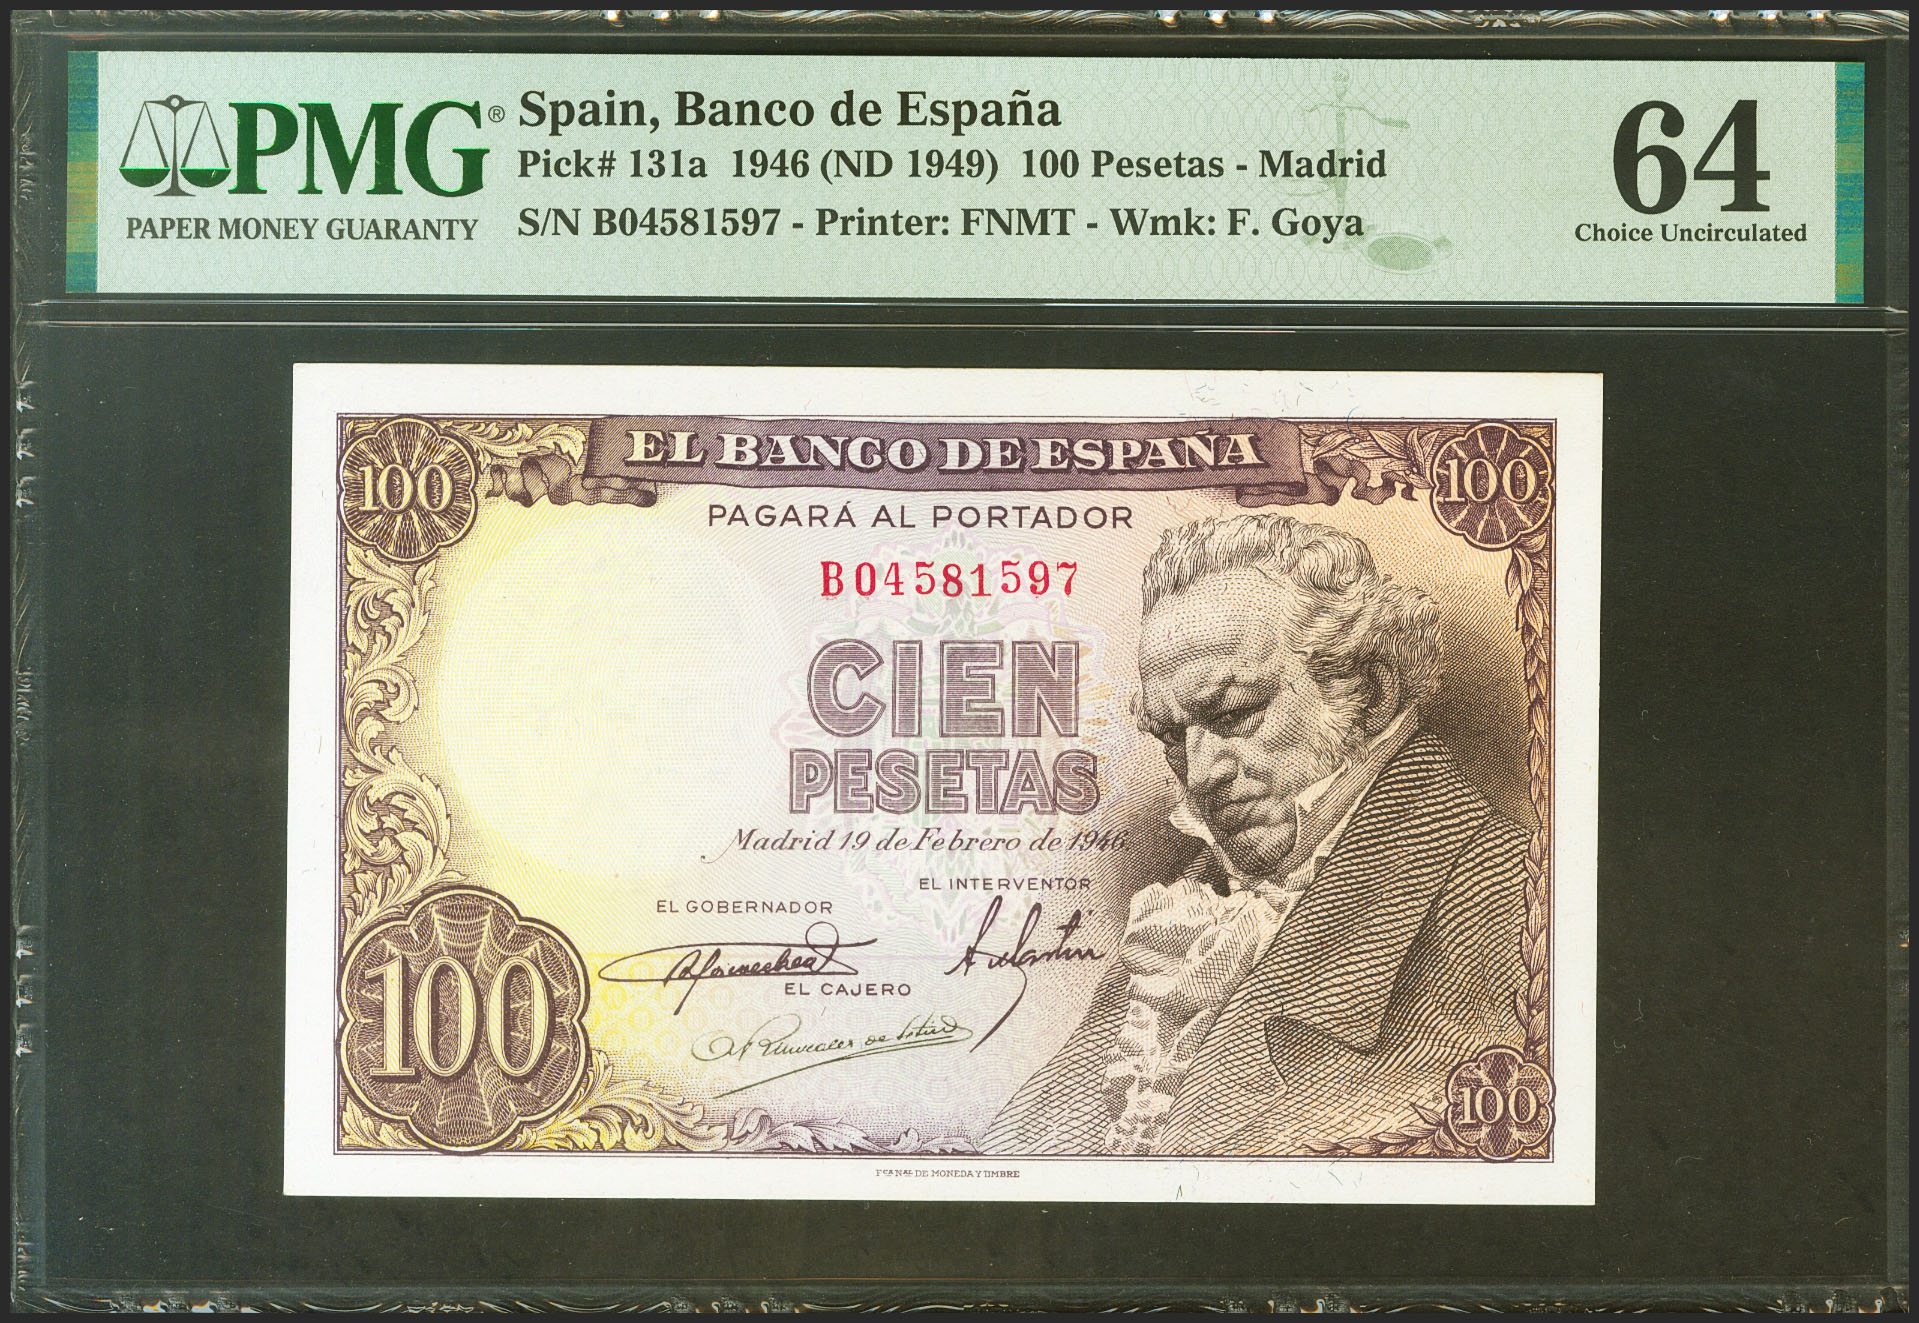 PMG®
PAPER MONEY GUARANTY
Spain, Banco de España
Pick# 131a 1946 (ND 1949) 100 Pesetas - Madrid
S/N B04581597 - Printer: FNMT - Wmk: F. Goya
64
Choice Uncirculated
100
EL BANCO DE ESPAÑA
100
PAGARÁ AL PORTADOR
B04581597
CIEN
PESETAS
Madrid 19 de Febrero de 1946.
EL INTERVENTOR
EL GOBERNADOR
EL CAJERO
100
100
FCA NAL DE MONEDA Y TIMBRE